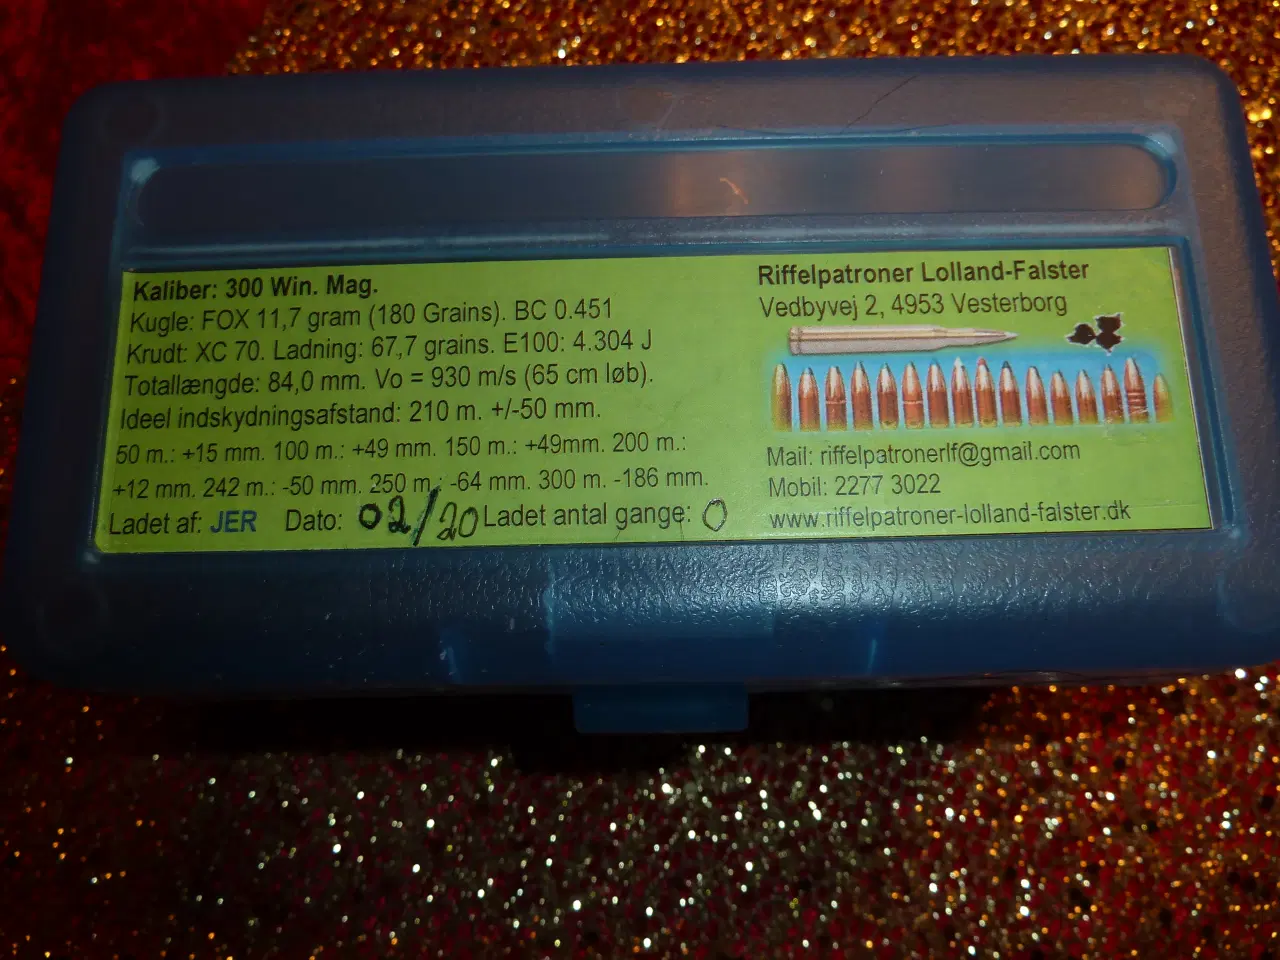 Kaliber: 300 Win. Mag.
Kugle: FOX 11,7 gram (180 Grains). BC 0.451
Krudt: XC 70. Ladning: 67,7 grains. E100: 4.304 J
Totallængde: 84,0 mm. Vo = 930 m/s (65 cm løb).
Ideel indskydningsafstand: 210 m. +/-50 mm.
50 m.: +15 mm. 100 m.: +49 mm. 150 m.: +49mm. 200 m.:
+12 mm. 242 m.: -50 mm. 250 m.: -64 mm. 300 m. -186 mm.
Ladet af: JER Dato: 02/20 Ladet antal gange: 0
Riffelpatroner Lolland-Falster
Vedbyvej 2, 4953 Vesterborg
Mail: riffelpatronerlf@gmail.com
Mobil: 2277 3022
www.riffelpatroner-lolland-falster.dk